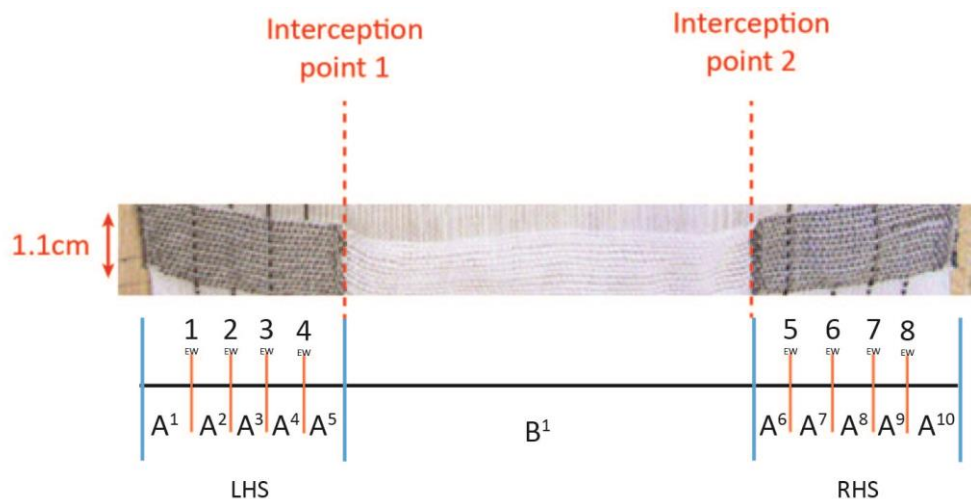 Interception
point 1
Interception
point 2
1.1cm
1 2 3 4 5 6 7 8
EW EW EW EW EW EW EW EW
A¹ A² A³ A⁴ A⁵ B¹ A⁶ A⁷ A⁸ A⁹ A¹⁰
LHS RHS